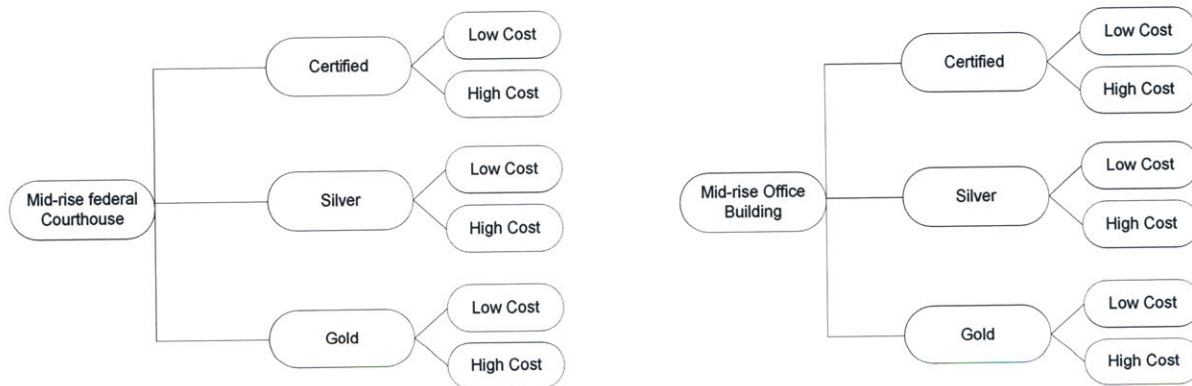 Mid-rise federal
Courthouse
Certified
Low Cost
High Cost
Silver
Low Cost
High Cost
Gold
Low Cost
High Cost
Mid-rise Office
Building
Certified
Low Cost
High Cost
Silver
Low Cost
High Cost
Gold
Low Cost
High Cost